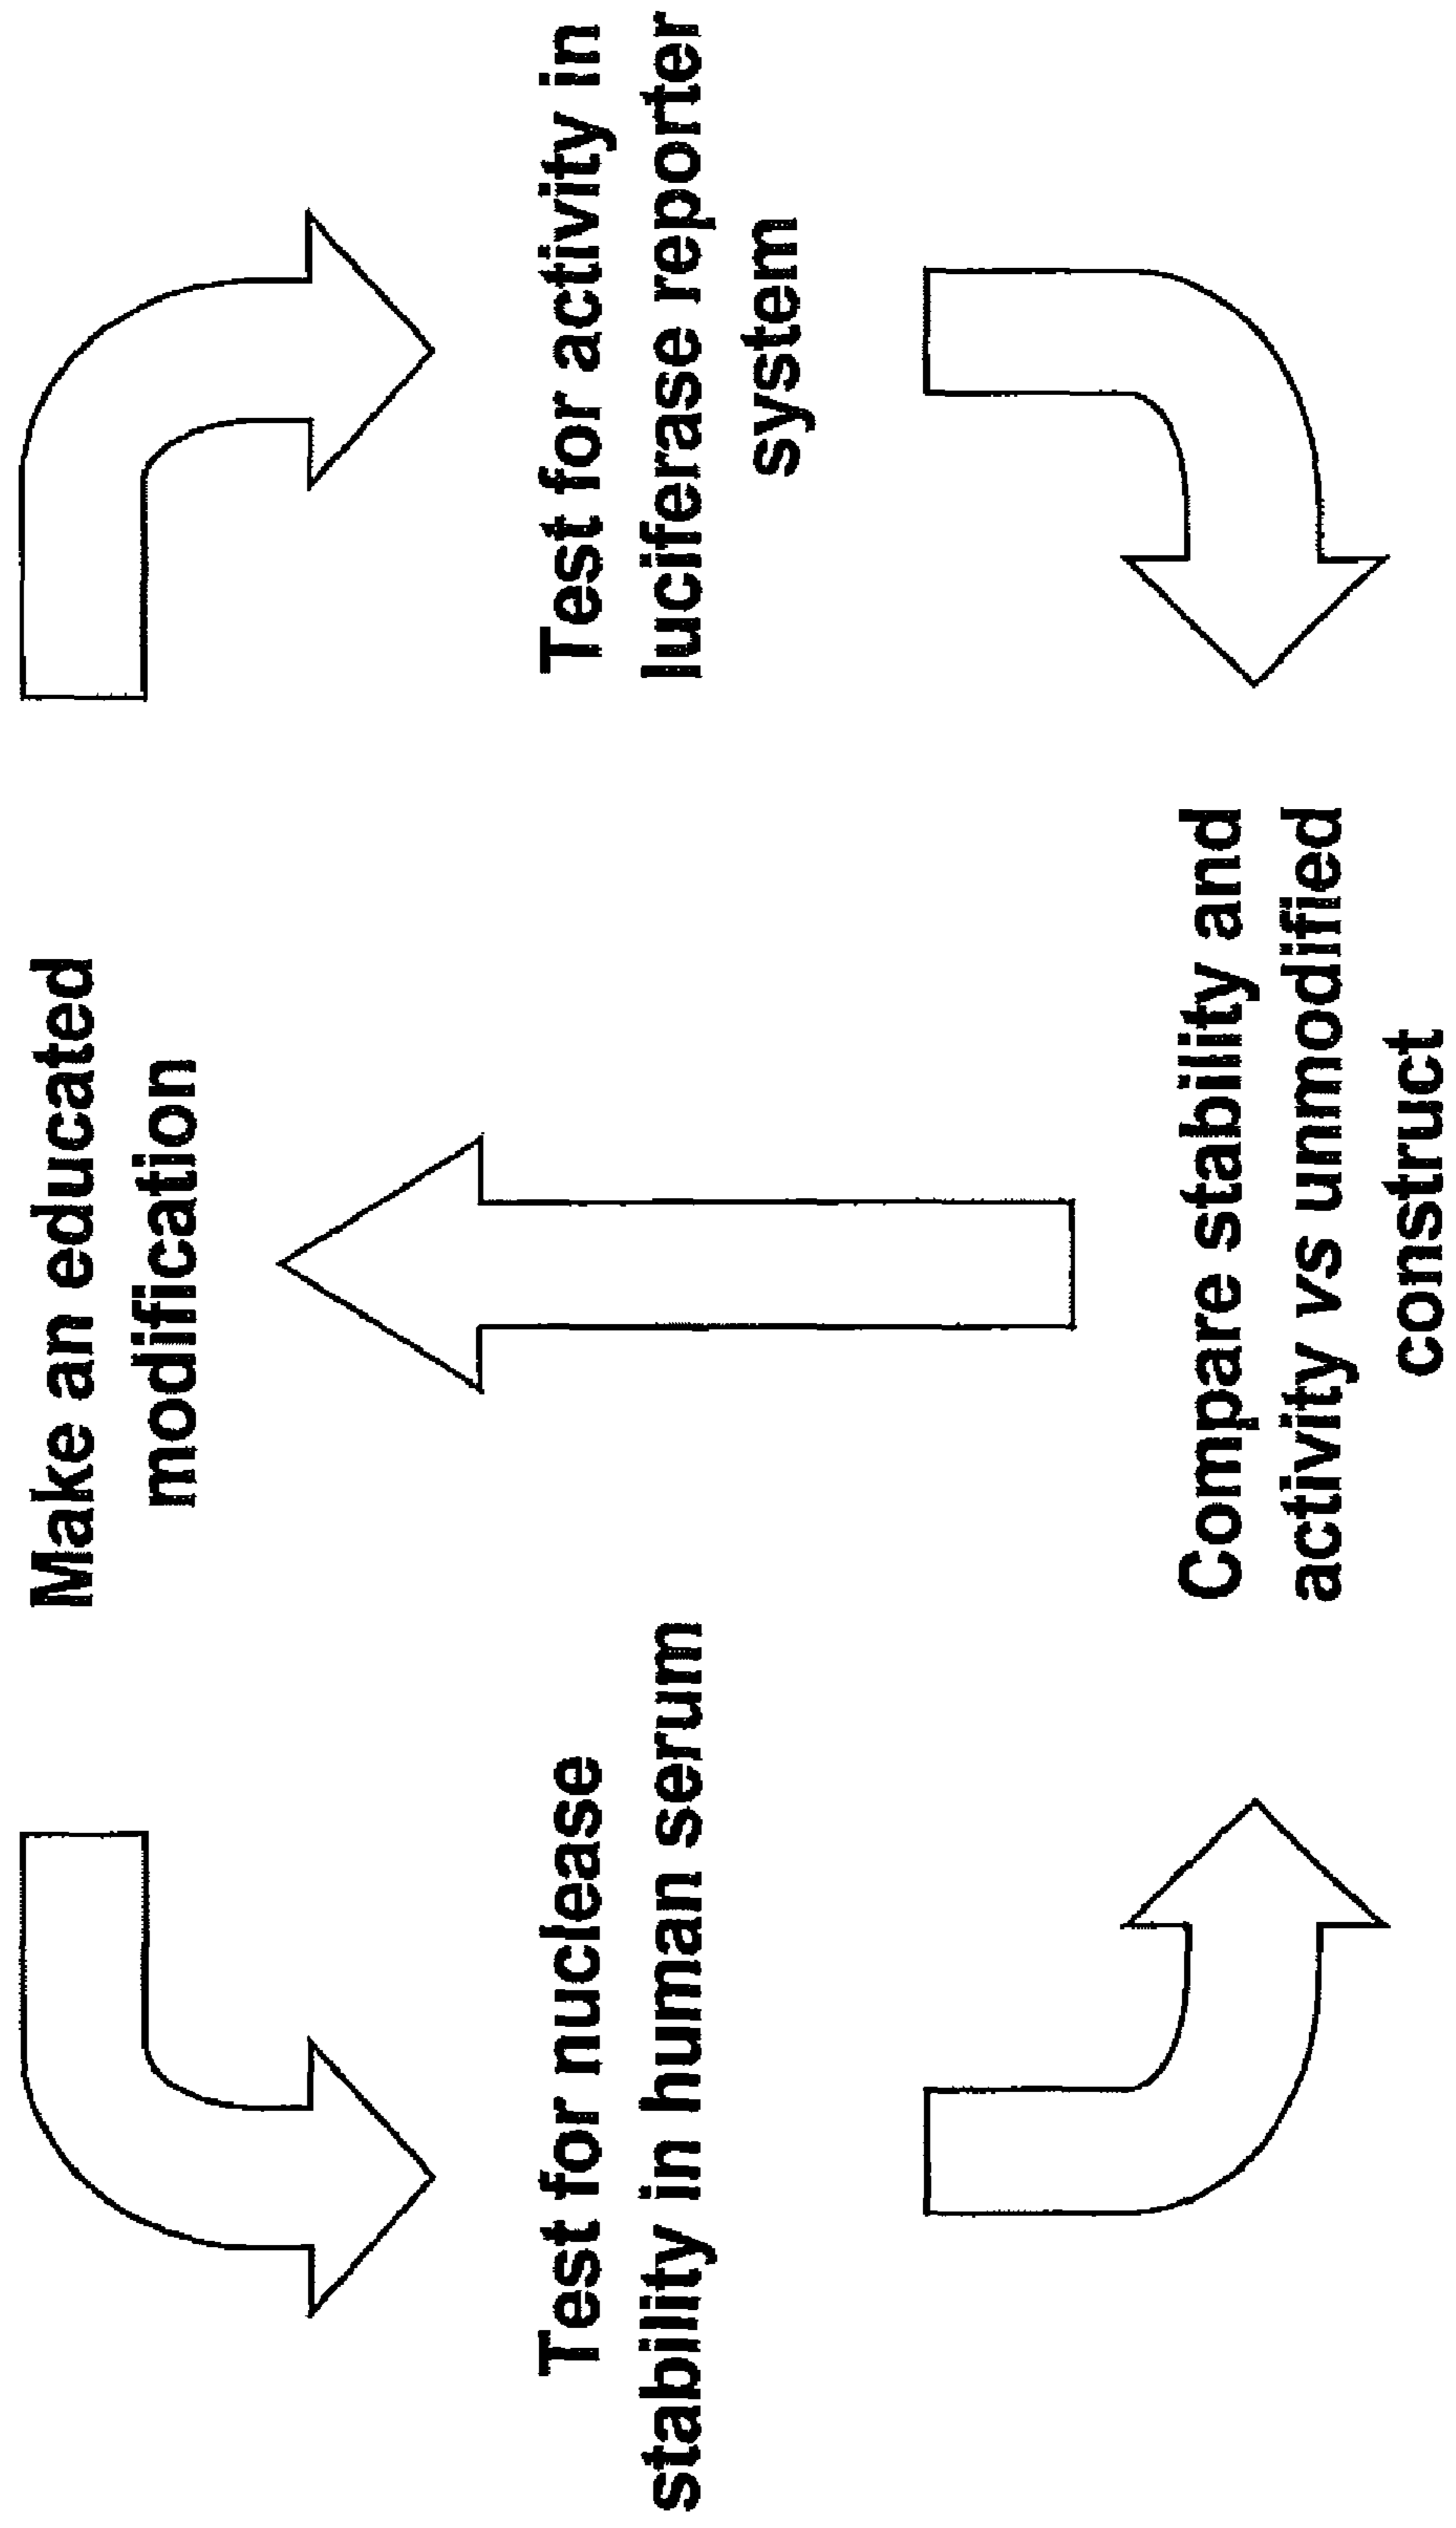 Make an educated
modification
Test for nuclease
stability in human serum
Test for activity in
luciferase reporter
system
Compare stability and
activity vs unmodified
construct